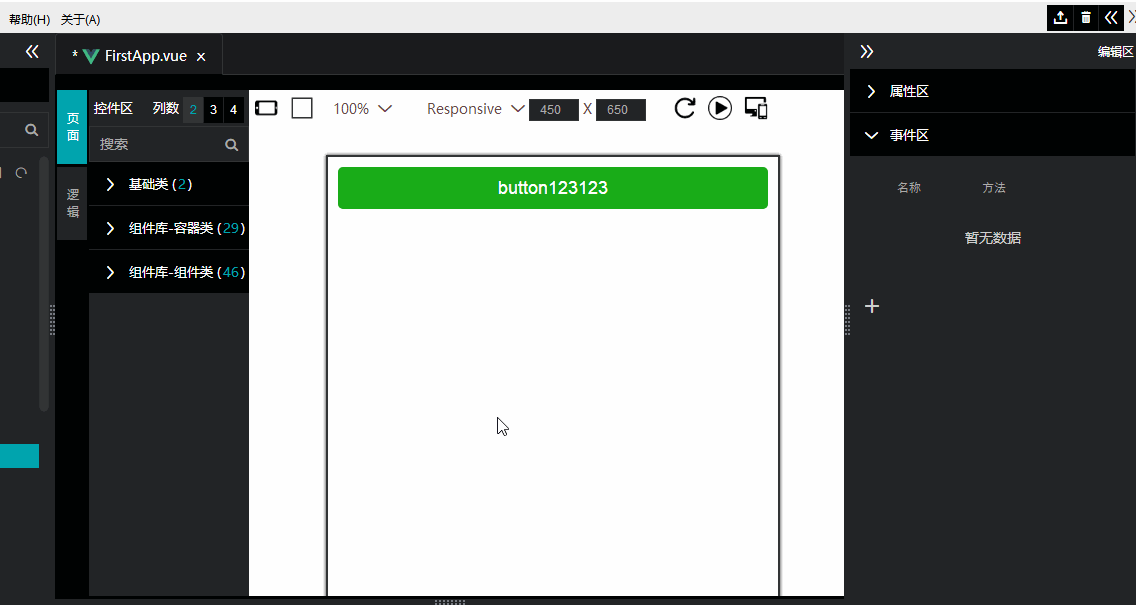 帮助(H) 关于(A)
* FirstApp.vue x
编辑区
页面
逻辑
控件区 列数 2 3 4
搜索
基础类 (2)
组件库-容器类 (29)
组件库-组件类 (46)
100% Responsive 450 X 650
button123123
属性区
事件区
名称 方法
暂无数据